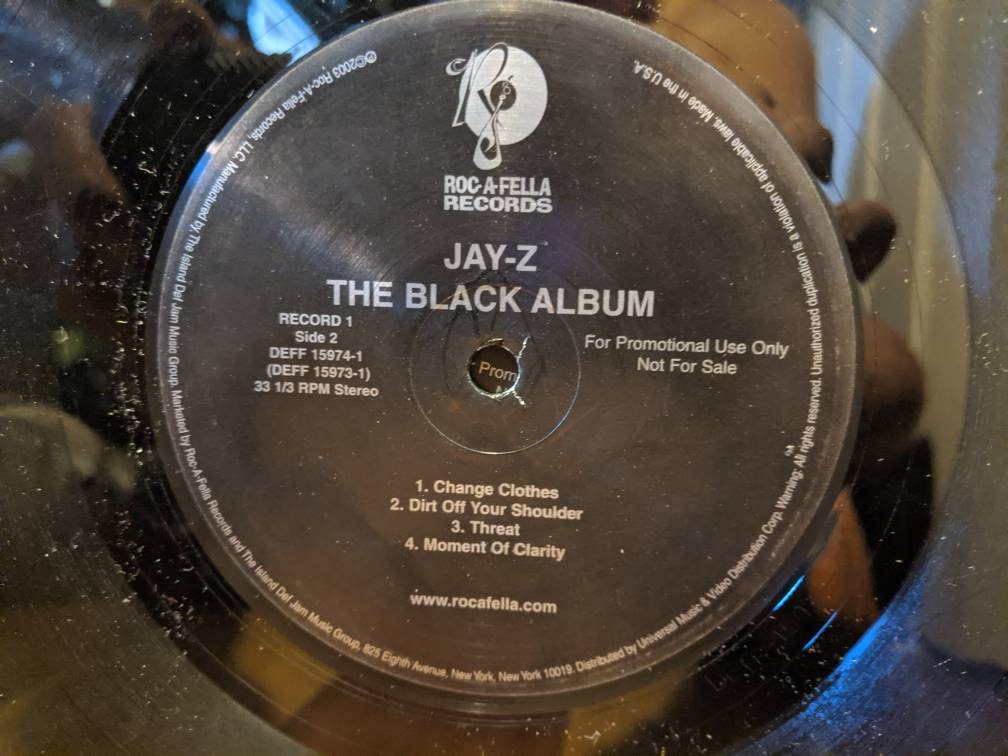 ROC-A-FELLA
RECORDS
JAY-Z
THE BLACK ALBUM
RECORD 1
Side 2
DEFF 15974-1
(DEFF 15973-1)
33 1/3 RPM Stereo
For Promotional Use Only
Not For Sale
Prom
1. Change Clothes
2. Dirt Off Your Shoulder
3. Threat
4. Moment Of Clarity
www.rocafella.com
℗©2003 Roc-A-Fella Records, LLC. Manufactured by The Island Def Jam Music Group. Marketed by Roc-A-Fella Records and The Island Def Jam Music Group, 825 Eighth Avenue, New York, New York 10019. Distributed by Universal Music & Video Distribution Corp. Warning: All rights reserved. Unauthorized duplication is a violation of applicable laws. Made in the U.S.A.